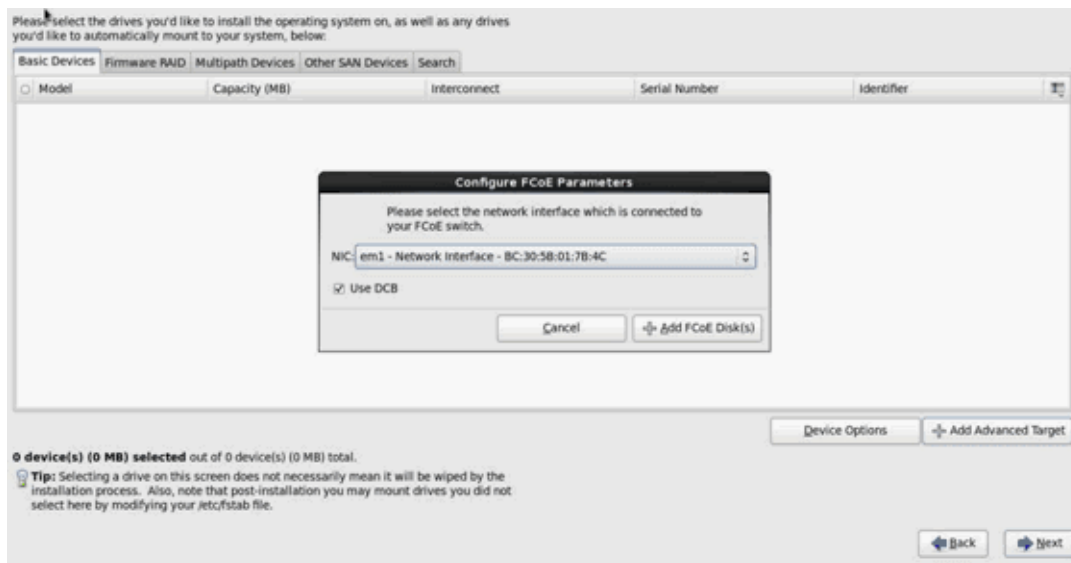 Please select the drives you'd like to install the operating system on, as well as any drives
you'd like to automatically mount to your system, below:
Basic Devices Firmware RAID Multipath Devices Other SAN Devices Search
Model Capacity (MB) Interconnect Serial Number Identifier
Configure FCoE Parameters
Please select the network interface which is connected to
your FCoE switch.
NIC: em1 - Network Interface - BC:30:5B:01:7B:4C
Use DCB
Cancel Add FCoE Disk(s)
Device Options Add Advanced Target
0 device(s) (0 MB) selected out of 0 device(s) (0 MB) total.
Tip: Selecting a drive on this screen does not necessarily mean it will be wiped by the
installation process. Also, note that post-installation you may mount drives you did not
select here by modifying your /etc/fstab file.
Back Next